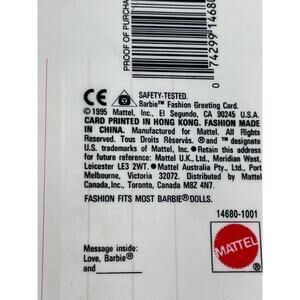 PROOF OF PURCHA
0 74299 14680
CE SAFETY-TESTED.
Barbie™ Fashion Greeting Card.
©1995 Mattel, Inc., El Segundo, CA 90245 U.S.A.
CARD PRINTED IN HONG KONG. FASHION MADE
IN CHINA. Manufactured for Mattel. All Rights
Reserved. Tous Droits Réservés. ® and ™ designate
U.S. trademarks of Mattel, Inc. ● Retain this address
for future reference: Mattel U.K., Ltd., Meridian West,
Leicester LE3 2WT. ● Mattel Australia Pty., Ltd., Port
Melbourne, Victoria 3207. Distributed by Mattel
Canada, Inc., Toronto, Canada M8Z 4N7.
FASHION FITS MOST BARBIE® DOLLS.
14680-1001
Message inside:
Love, Barbie®
and
MATTEL